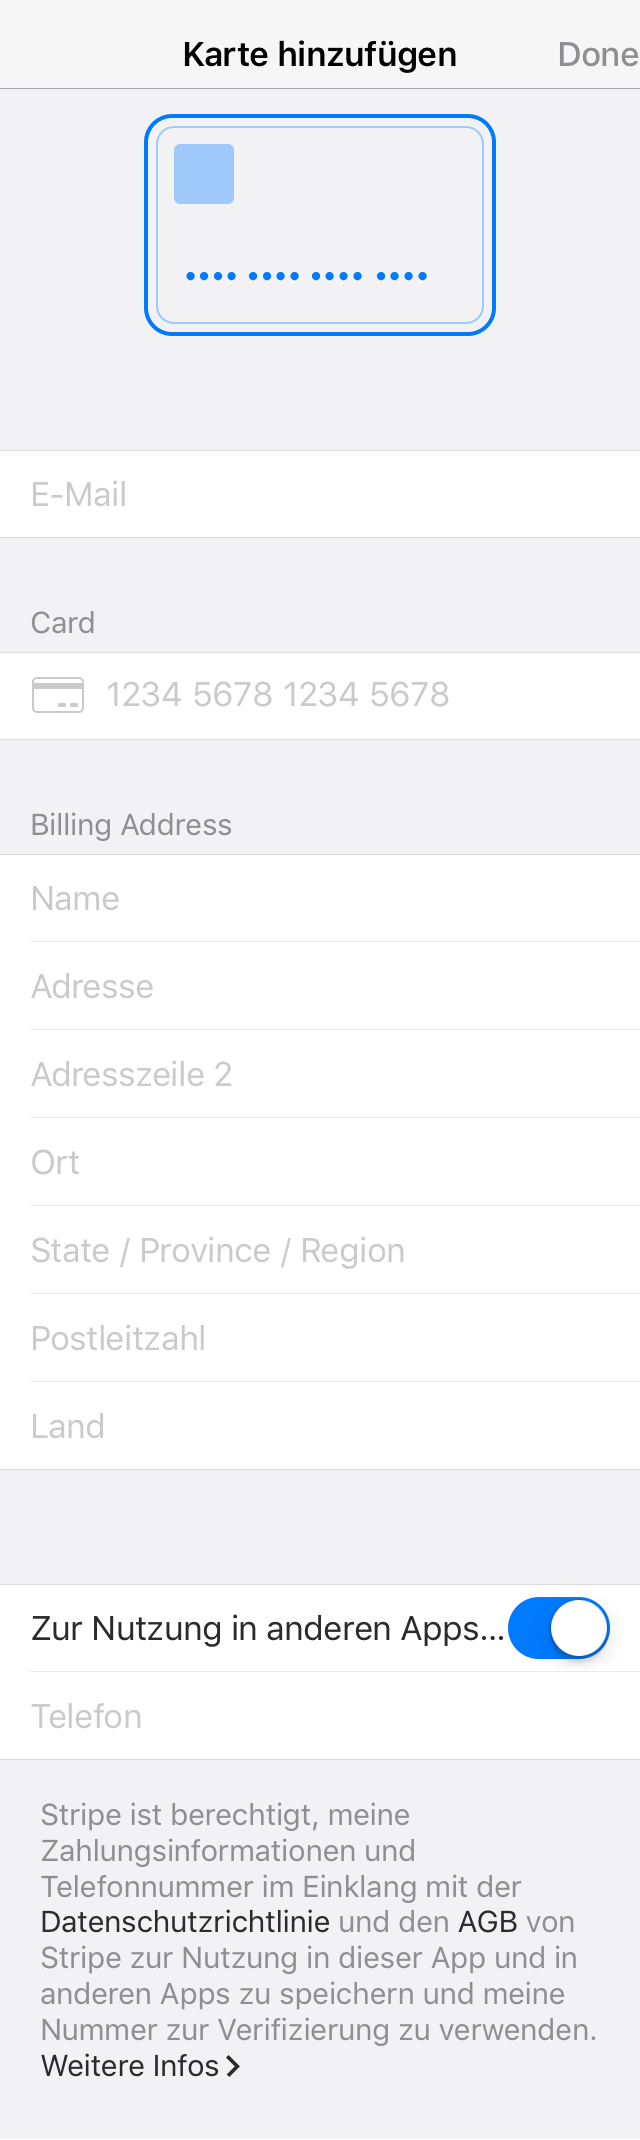 Karte hinzufügen
Done
•••• •••• •••• ••••
E-Mail
Card
1234 5678 1234 5678
Billing Address
Name
Adresse
Adresszeile 2
Ort
State / Province / Region
Postleitzahl
Land
Zur Nutzung in anderen Apps...
Telefon
Stripe ist berechtigt, meine
Zahlungsinformationen und
Telefonnummer im Einklang mit der
Datenschutzrichtlinie und den AGB von
Stripe zur Nutzung in dieser App und in
anderen Apps zu speichern und meine
Nummer zur Verifizierung zu verwenden.
Weitere Infos